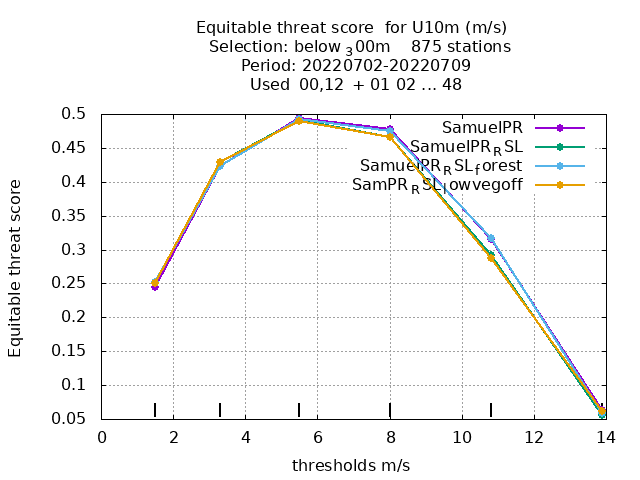 Equitable threat score for U10m (m/s)
Selection: below ₃00m 875 stations
Period: 20220702-20220709
Used 00,12 + 01 02 ... 48
SamuelPR
SamuelPR_RSL
SamuelPR_RSL_forest
SamPR_RSL_lowvegoff
Equitable threat score
0.5
0.45
0.4
0.35
0.3
0.25
0.2
0.15
0.1
0.05
0 2 4 6 8 10 12 14
thresholds m/s